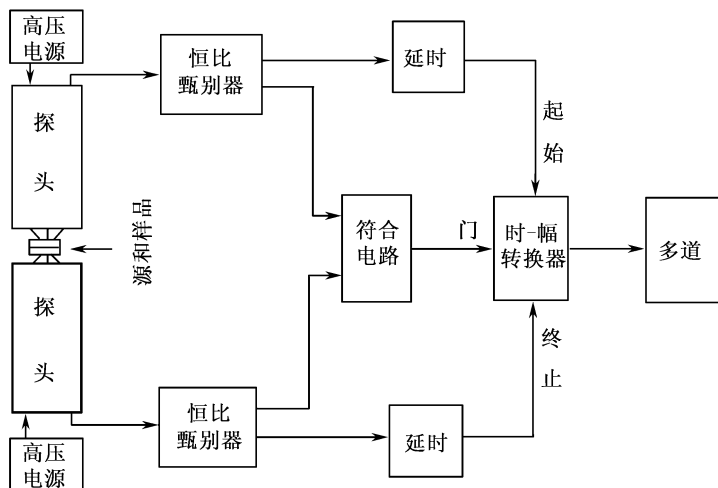 高压
电源
恒比
甄别器
延时
探
头
起
始
源和样品
符合
电路
门
时-幅
转换器
多道
探
头
终
止
恒比
甄别器
延时
高压
电源